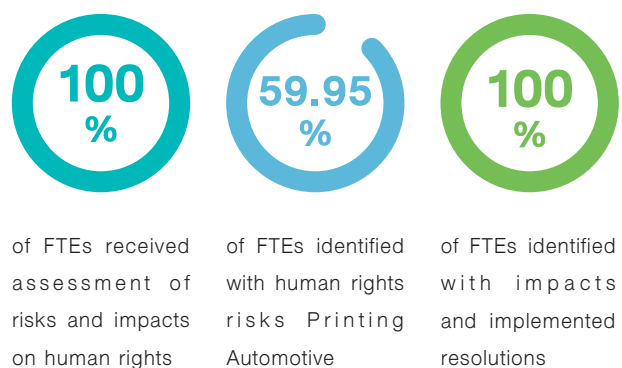 100
%
of FTEs received
assessment of
risks and impacts
on human rights
59.95
%
of FTEs identified
with human rights
risks Printing
Automotive
100
%
of FTEs identified
with impacts
and implemented
resolutions